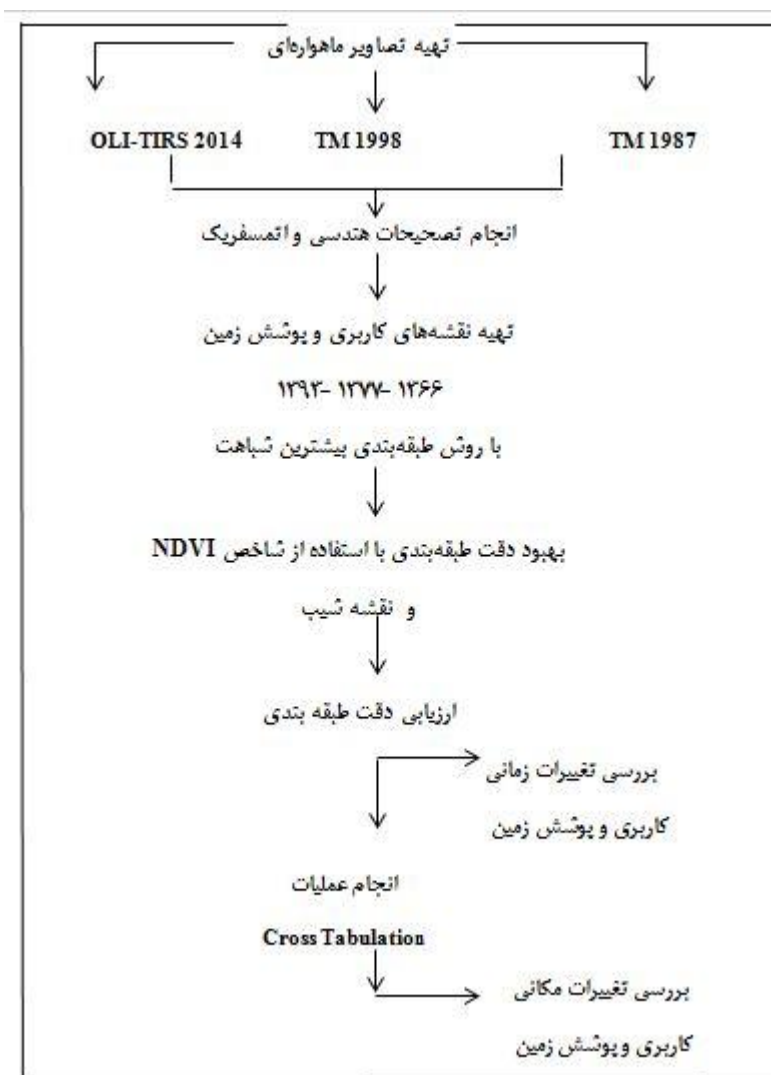 تهیه تصاویر ماهواره‌ای
OLI-TIRS 2014 TM 1998 TM 1987
انجام تصحیحات هندسی و اتمسفریک
تهیه نقشه‌های کاربری و پوشش زمین
۱۳۶۶ -۱۳۷۷ -۱۳۹۳
با روش طبقه‌بندی بیشترین شباهت
بهبود دقت طبقه‌بندی با استفاده از شاخص NDVI
و نقشه شیب
ارزیابی دقت طبقه بندی
بررسی تغییرات زمانی
کاربری و پوشش زمین
انجام عملیات
Cross Tabulation
بررسی تغییرات مکانی
کاربری و پوشش زمین